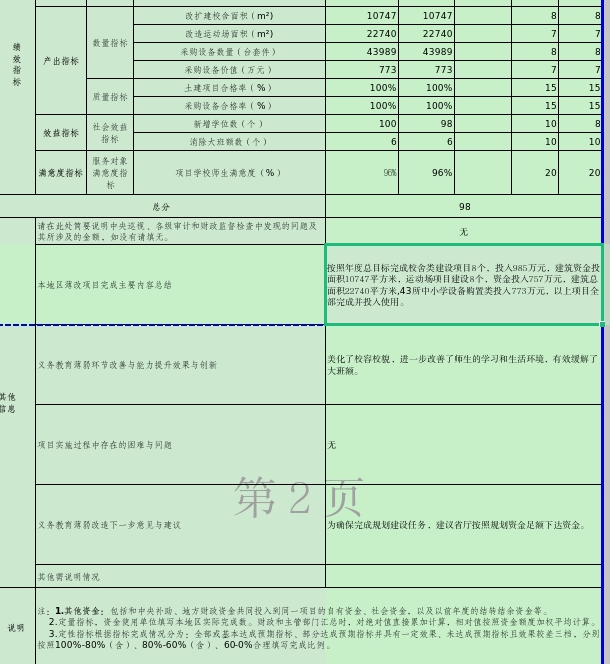 改扩建校舍面积（m²） 10747 10747 8 8
改造运动场面积（m²） 22740 22740 7 7
数量指标
采购设备数量（台套件） 43989 43989 8 8
绩效指标
产出指标
采购设备价值（万元） 773 773 7 7
土建项目合格率（%） 100% 100% 15 15
质量指标
采购设备合格率（%） 100% 100% 15 15
新增学位数（个） 100 98 10 8
效益指标
社会效益指标
消除大班额数（个） 6 6 10 10
满意度指标
服务对象满意度指标
项目学校师生满意度（%） 96% 96% 20 20
总分 98
请在此处简要说明中央巡视、各级审计和财政监督检查中发现的问题及
其所涉及的金额，如没有请填无。
无
本地区薄改项目完成主要内容总结
按照年度总目标完成校舍类建设项目8个，投入985万元，建筑资金投
面积10747平方米，运动场项目建设8个，资金投入757万元，建筑总
面积22740平方米,43所中小学设备购置类投入773万元，以上项目全
部完成并投入使用。
义务教育薄弱环节改善与能力提升效果与创新
美化了校容校貌，进一步改善了师生的学习和生活环境，有效缓解了
大班额。
其他
信息
项目实施过程中存在的困难与问题
无
第 2 页
义务教育薄弱改造下一步意见与建议
为确保完成规划建设任务，建议省厅按照规划资金足额下达资金。
其他需说明情况
说明
注：1.其他资金：包括和中央补助、地方财政资金共同投入到同一项目的自有资金、社会资金，以及以前年度的结转结余资金等。
2.定量指标，资金使用单位填写本地区实际完成数。财政和主管部门汇总时，对绝对值直接累加计算，相对值按照资金额度加权平均计算。
3.定性指标根据指标完成情况分为：全部或基本达成预期指标、部分达成预期指标并具有一定效果、未达成预期指标且效果较差三档，分别
按照100%-80%（含）、80%-60%（含）、60-0%合理填写完成比例。